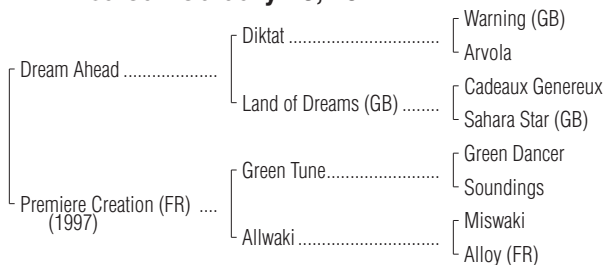 Warning (GB)
Diktat
Arvola
Dream Ahead
Cadeaux Genereux
Land of Dreams (GB)
Sahara Star (GB)
Green Dancer
Green Tune
Soundings
Premiere Creation (FR)
(1997)
Miswaki
Allwaki
Alloy (FR)